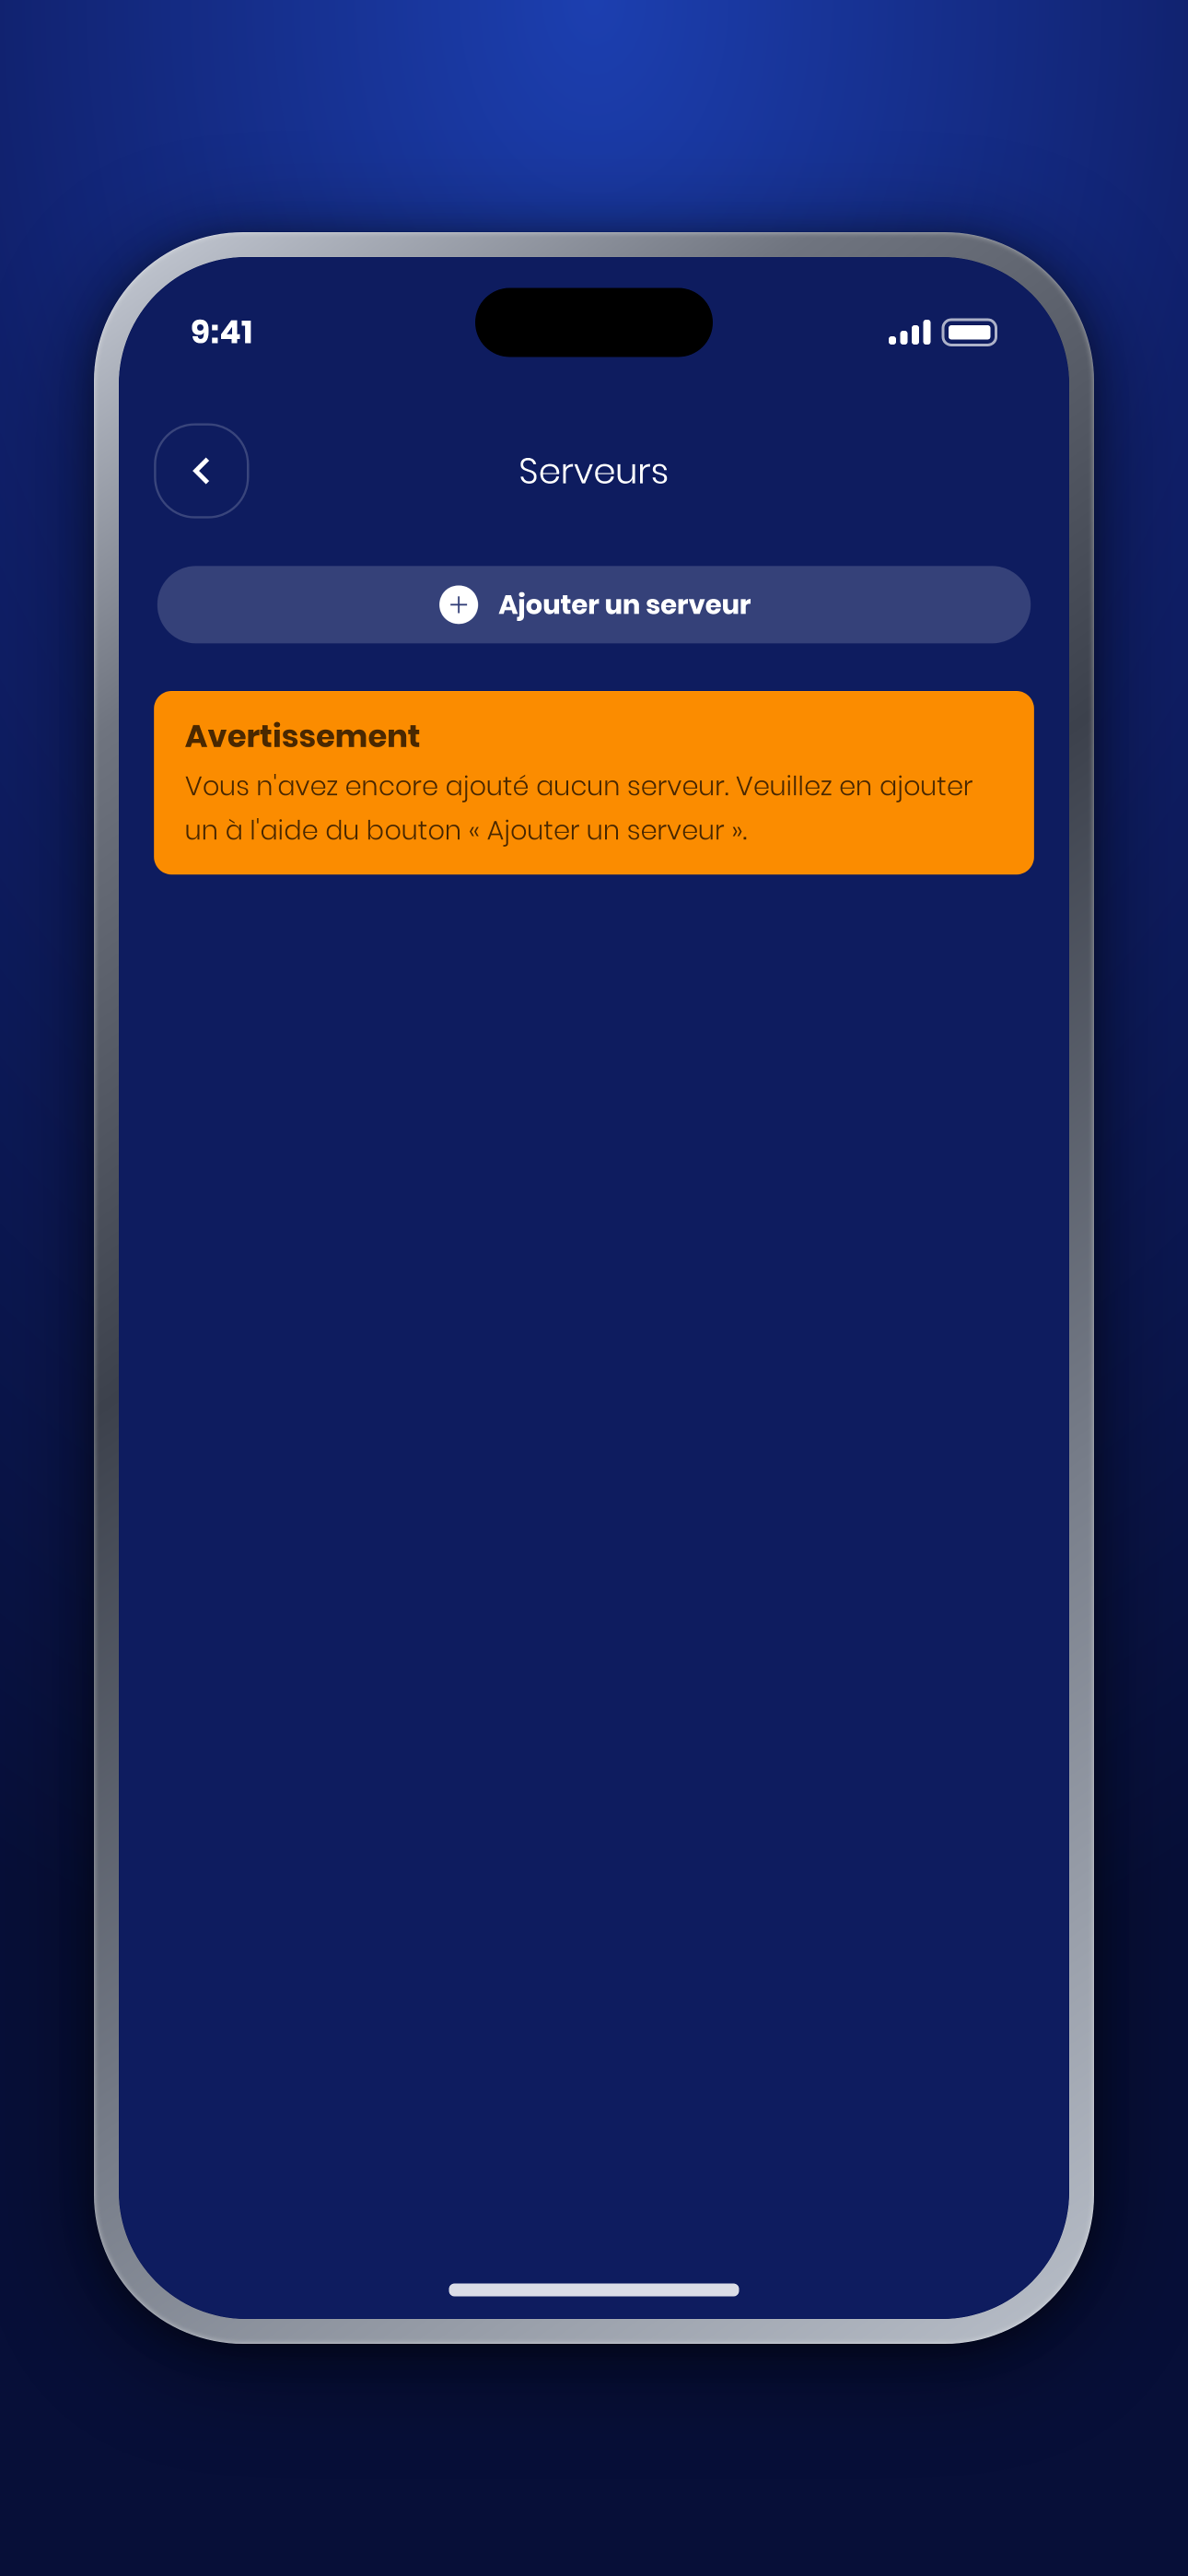 9:41
Serveurs
Ajouter un serveur
Avertissement
Vous n'avez encore ajouté aucun serveur. Veuillez en ajouter
un à l'aide du bouton « Ajouter un serveur ».